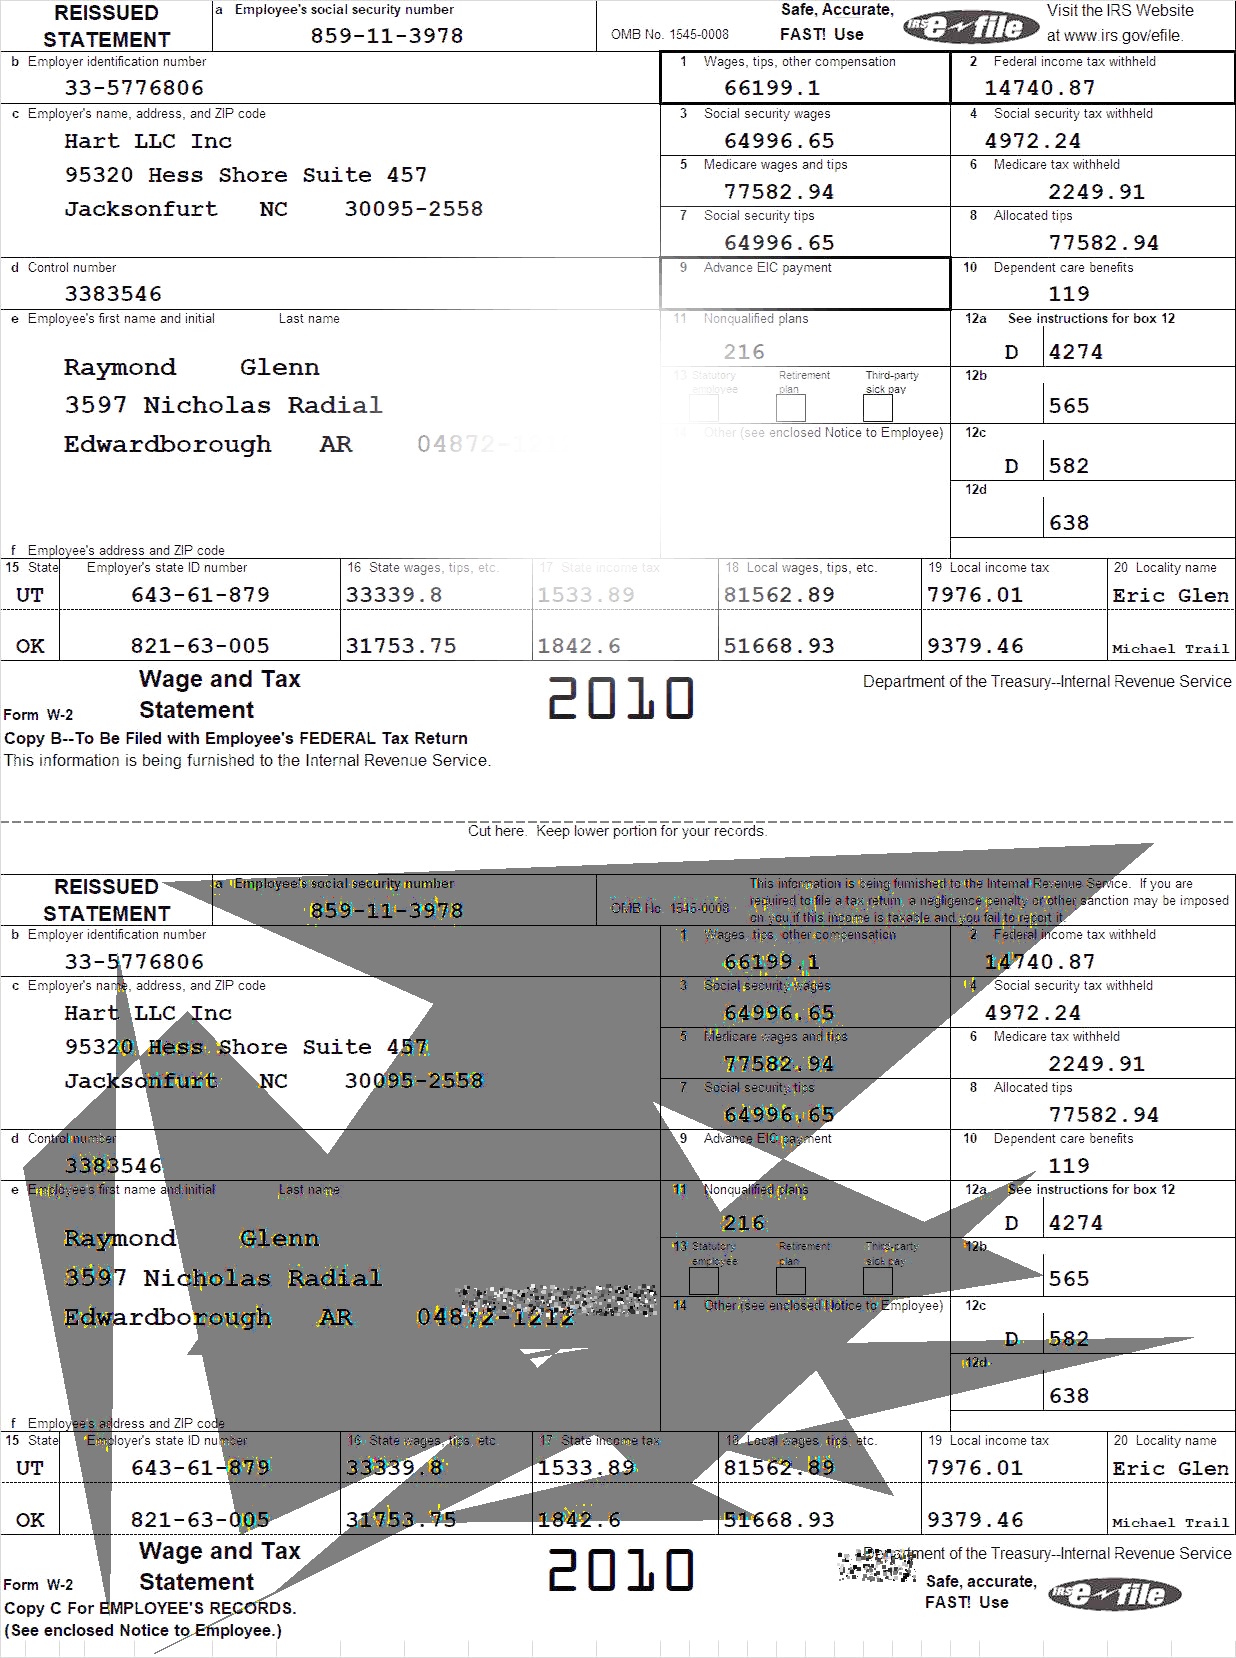 REISSUED STATEMENT
a Employee's social security number
859-11-3978
OMB No. 1545-0008
Safe, Accurate, FAST! Use
IRS e-file
Visit the IRS Website at www.irs.gov/efile.
b Employer identification number
33-5776806
1 Wages, tips, other compensation
66199.1
2 Federal income tax withheld
14740.87
c Employer's name, address, and ZIP code
Hart LLC Inc
95320 Hess Shore Suite 457
Jacksonfurt NC 30095-2558
3 Social security wages
64996.65
4 Social security tax withheld
4972.24
5 Medicare wages and tips
77582.94
6 Medicare tax withheld
2249.91
7 Social security tips
64996.65
8 Allocated tips
77582.94
d Control number
3383546
9 Advance EIC payment
10 Dependent care benefits
119
e Employee's first name and initial Last name
Raymond Glenn
3597 Nicholas Radial
Edwardborough AR 04872-1
11 Nonqualified plans
216
12a See instructions for box 12
D 4274
13 Statutory employee Retirement plan Third-party sick pay
12b
565
Other (see enclosed Notice to Employee)
12c
D 582
12d
638
f Employee's address and ZIP code
15 State Employer's state ID number 16 State wages, tips, etc. 17 State income tax 18 Local wages, tips, etc. 19 Local income tax 20 Locality name
UT 643-61-879 33339.8 1533.89 81562.89 7976.01 Eric Glen
OK 821-63-005 31753.75 1842.6 51668.93 9379.46 Michael Trail
Form W-2 Wage and Tax Statement
2010
Department of the Treasury--Internal Revenue Service
Copy B--To Be Filed with Employee's FEDERAL Tax Return
This information is being furnished to the Internal Revenue Service.
Cut here. Keep lower portion for your records.
REISSUED STATEMENT
a Employee's social security number
859-11-3978
OMB No. 1545-0008
This information is being furnished to the Internal Revenue Service. If you are
required to file a tax return, a negligence penalty or other sanction may be imposed
on you if this income is taxable and you fail to report it.
b Employer identification number
33-5776806
1 Wages, tips, other compensation
66199.1
2 Federal income tax withheld
14740.87
c Employer's name, address, and ZIP code
Hart LLC Inc
95320 Hess Shore Suite 457
Jacksonfurt NC 30095-2558
3 Social security wages
64996.65
4 Social security tax withheld
4972.24
5 Medicare wages and tips
77582.94
6 Medicare tax withheld
2249.91
7 Social security tips
64996.65
8 Allocated tips
77582.94
d Control number
3383546
9 Advance EIC payment
10 Dependent care benefits
119
e Employee's first name and initial Last name
Raymond Glenn
3597 Nicholas Radial
Edwardborough AR 04872-1212
11 Nonqualified plans
216
12a See instructions for box 12
D 4274
13 Statutory employee Retirement plan Third-party sick pay
12b
565
14 Other (see enclosed Notice to Employee)
12c
D 582
12d
638
f Employee's address and ZIP code
15 State Employer's state ID number 16 State wages, tips, etc. 17 State income tax 18 Local wages, tips, etc. 19 Local income tax 20 Locality name
UT 643-61-879 33339.8 1533.89 81562.89 7976.01 Eric Glen
OK 821-63-005 31753.75 1842.6 51668.93 9379.46 Michael Trail
Form W-2 Wage and Tax Statement
2010
Department of the Treasury--Internal Revenue Service
Safe, accurate, FAST! Use
IRS e-file
Copy C For EMPLOYEE'S RECORDS.
(See enclosed Notice to Employee.)